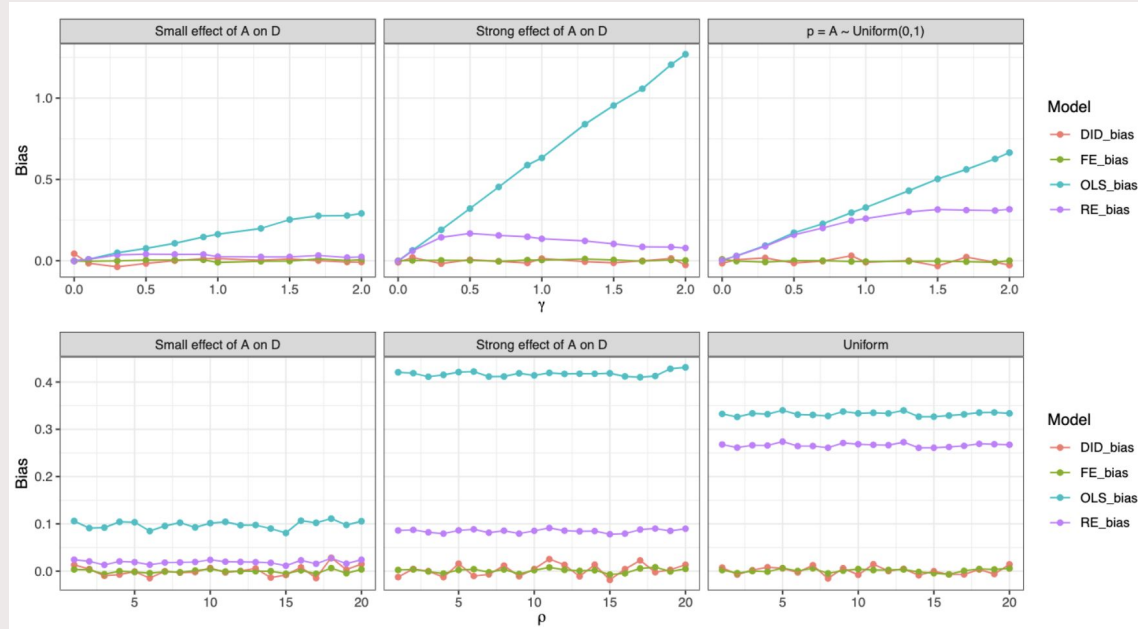 Small effect of A on D
Strong effect of A on D
p = A ~ Uniform(0,1)
Bias
1.0
0.5
0.0
0.0 0.5 1.0 1.5 2.0
0.0 0.5 1.0 1.5 2.0
0.0 0.5 1.0 1.5 2.0
γ
Model
DID_bias
FE_bias
OLS_bias
RE_bias
Small effect of A on D
Strong effect of A on D
Uniform
Bias
0.4
0.3
0.2
0.1
0.0
5 10 15 20
5 10 15 20
5 10 15 20
ρ
Model
DID_bias
FE_bias
OLS_bias
RE_bias